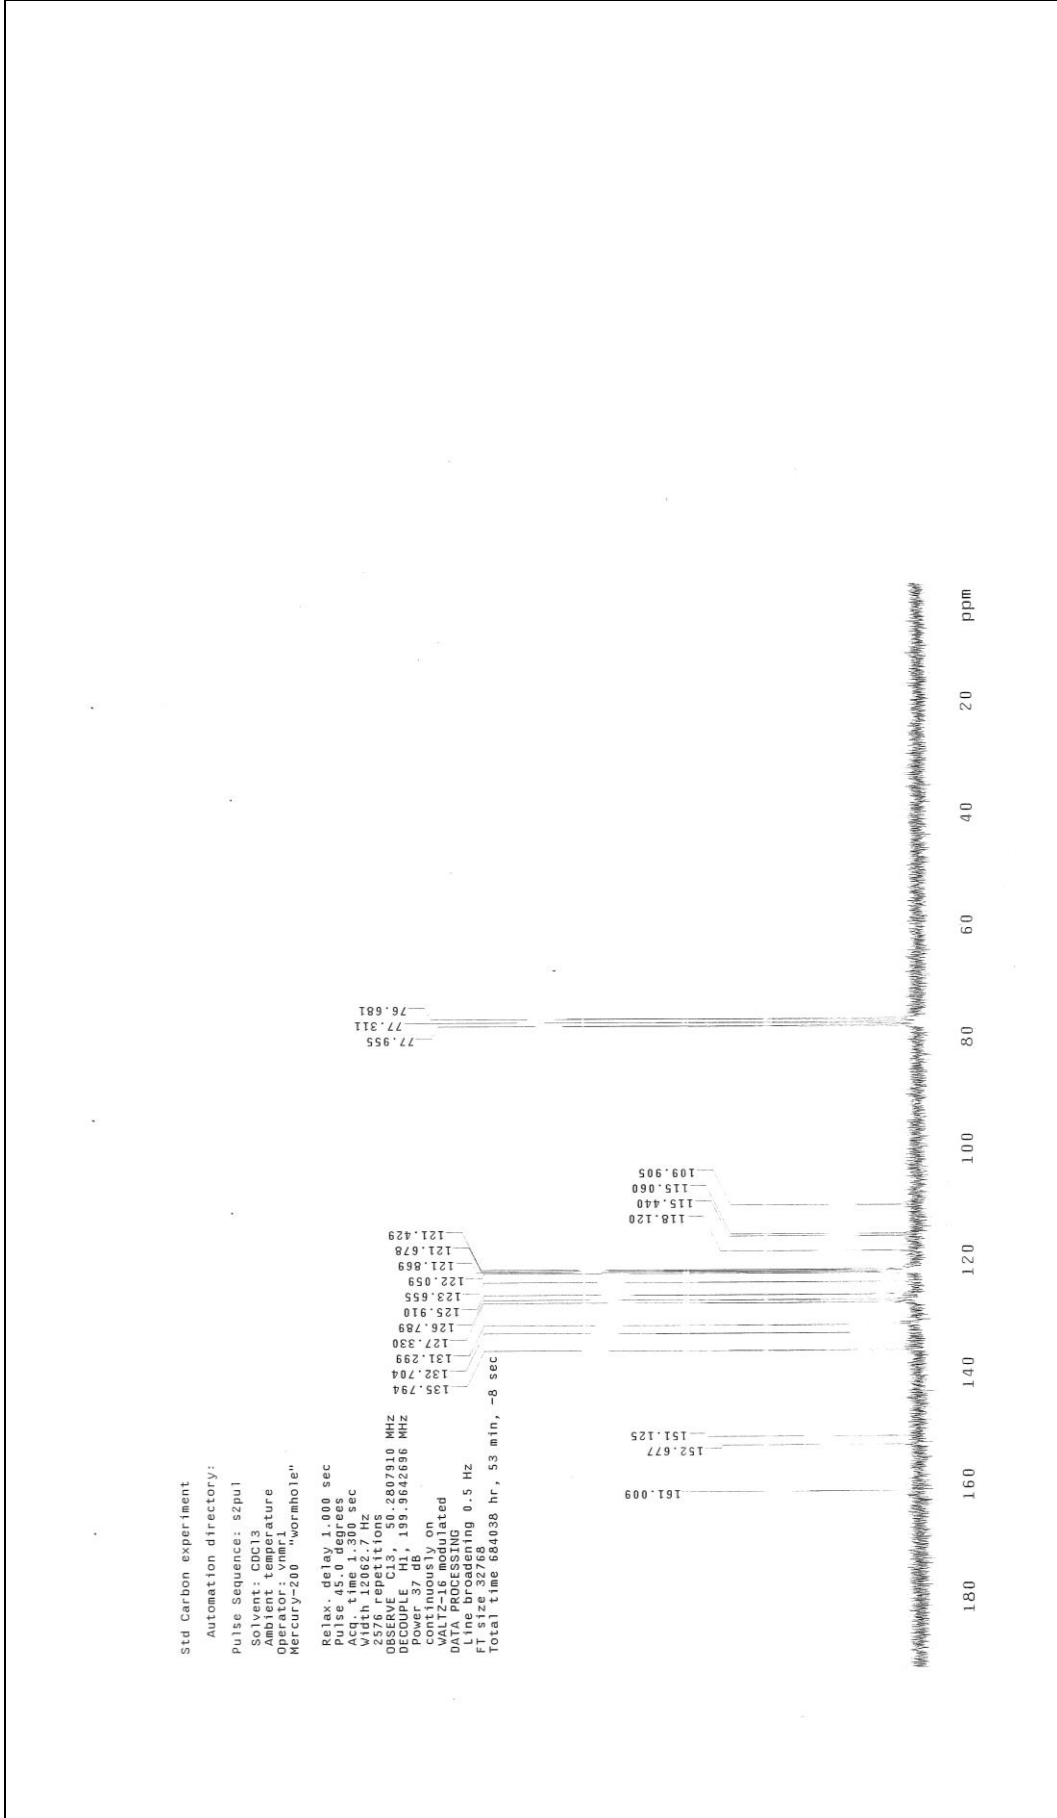 Std Carbon experiment
Automation directory:
Pulse Sequence: s2pul
Solvent: CDCl3
Ambient temperature
Operator: vnmr1
Mercury-200 "wormhole"
Relax. delay 1.000 sec
Pulse 45.0 degrees
Acq. time 1.300 sec
Width 12062.7 Hz
2576 repetitions
OBSERVE C13, 50.2807910 MHz
DECOUPLE H1, 199.9642696 MHz
Power 37 dB
continuously on
WALTZ-16 modulated
DATA PROCESSING
Line broadening 0.5 Hz
FT size 32768
Total time 684038 hr, 53 min, -8 sec
161.009
152.677
151.125
135.794
132.704
131.299
127.330
126.789
125.910
123.655
122.059
121.869
121.678
121.429
118.120
115.440
115.060
109.905
77.955
77.311
76.681
180 160 140 120 100 80 60 40 20 ppm